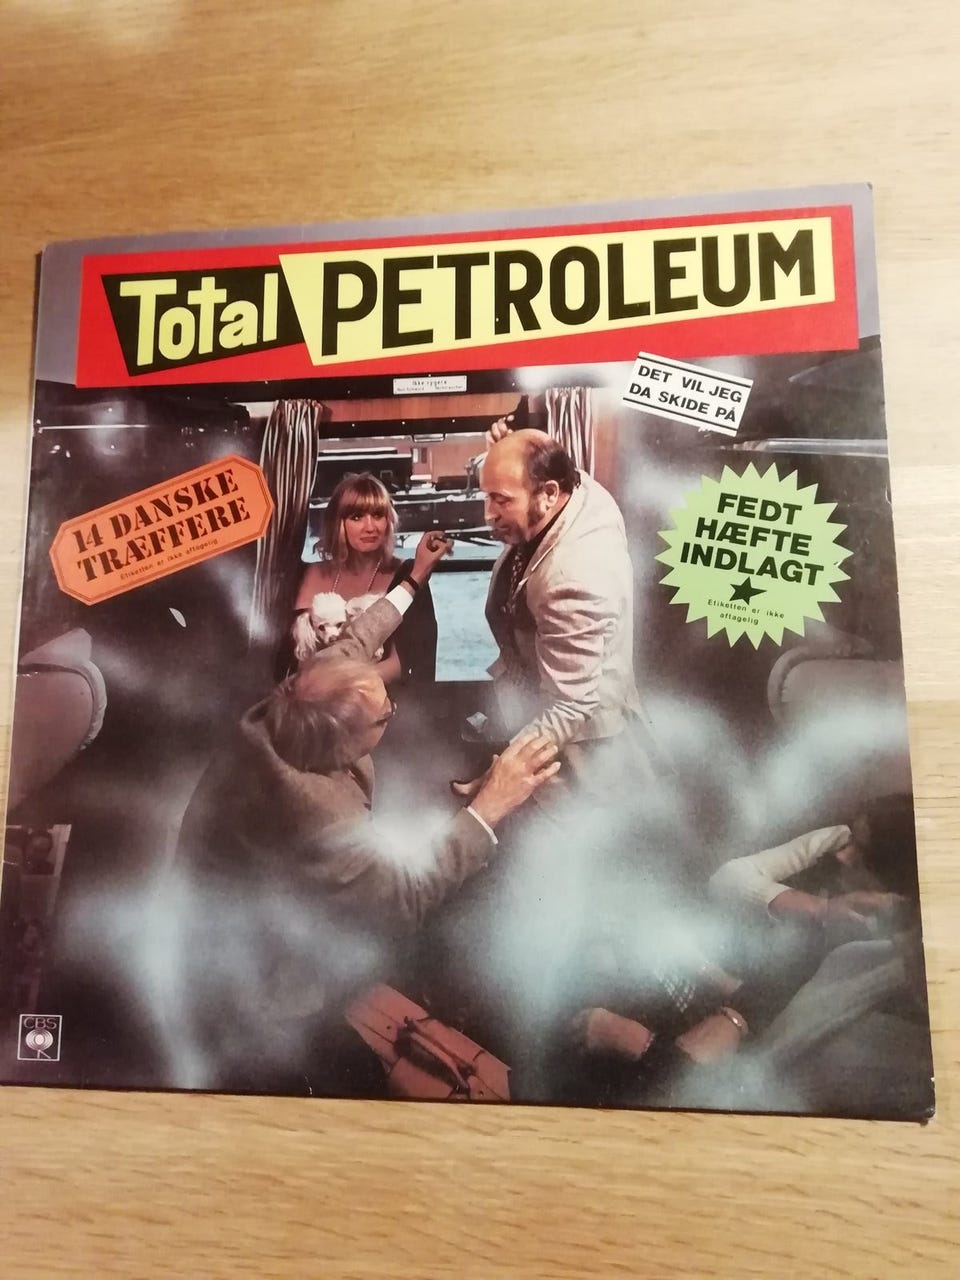 Total PETROLEUM
Ikke rygere
DET VIL JEG
DA SKIDE PÅ
14 DANSKE
TRÆFFERE
Etiketten er ikke aftagelig
FEDT
HÆFTE
INDLAGT
Etiketten er ikke
aftagelig
CBS